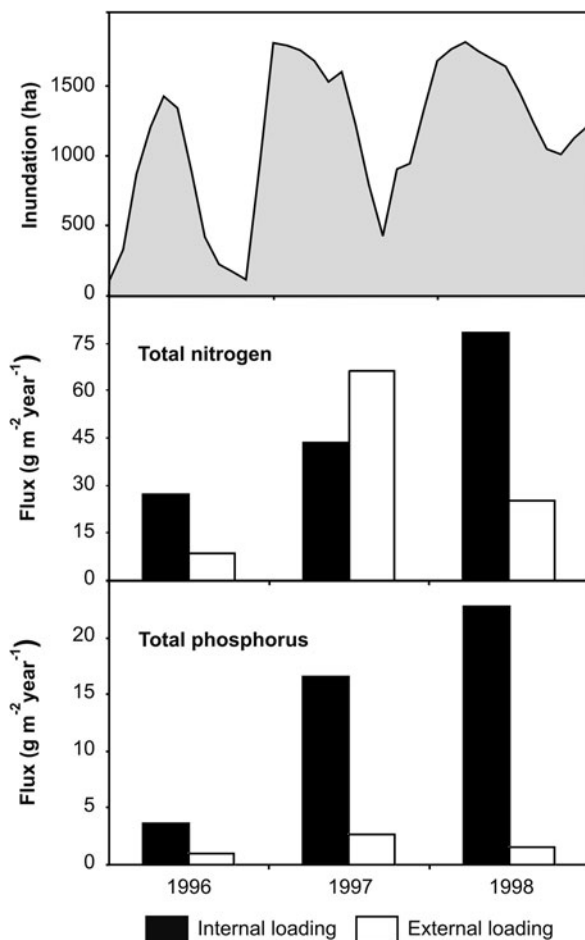 Inundation (ha)
1500
1000
500
0
Total nitrogen
Flux (g m⁻² year⁻¹)
75
60
45
30
15
0
Total phosphorus
Flux (g m⁻² year⁻¹)
20
15
10
5
0
1996 1997 1998
Internal loading External loading